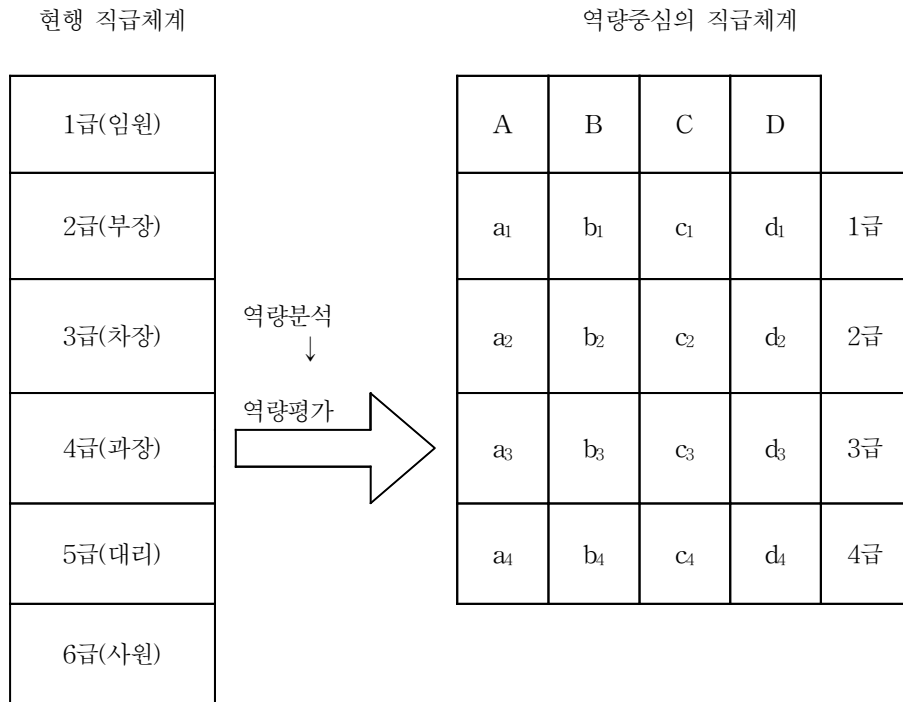 현행 직급체계 역량중심의 직급체계
1급(임원) A B C D
2급(부장) a₁ b₁ c₁ d₁ 1급
역량분석
3급(차장) ↓ a₂ b₂ c₂ d₂ 2급
역량평가
4급(과장) a₃ b₃ c₃ d₃ 3급
5급(대리) a₄ b₄ c₄ d₄ 4급
6급(사원)